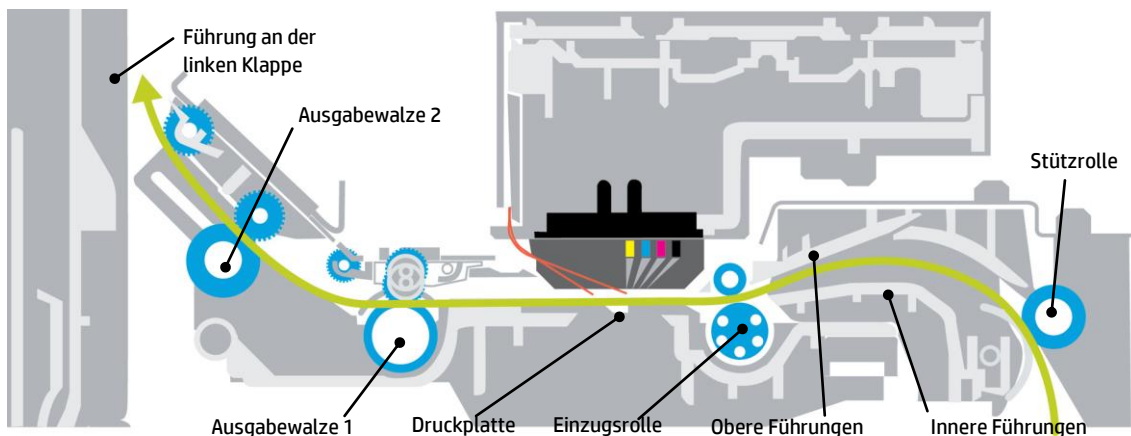 Führung an der
linken Klappe
Ausgabewalze 2
Stützrolle
Ausgabewalze 1
Druckplatte
Einzugsrolle
Obere Führungen
Innere Führungen